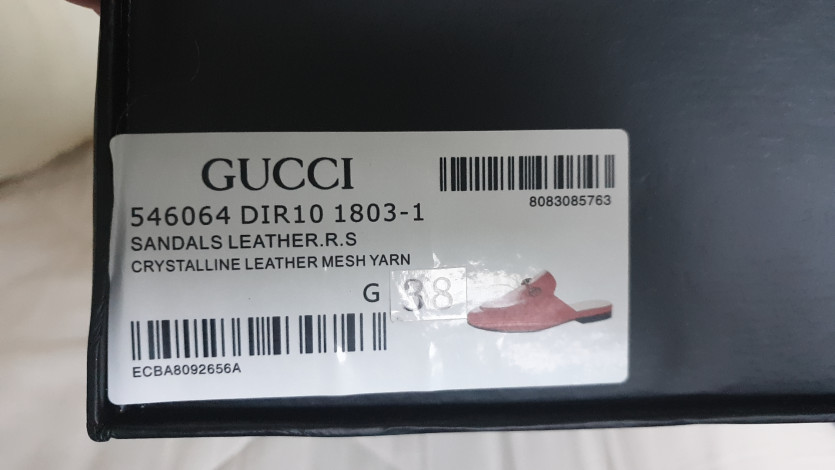 GUCCI
8083085763
546064 DIR10 1803-1
SANDALS LEATHER.R.S
CRYSTALLINE LEATHER MESH YARN
G 38
ECBA8092656A